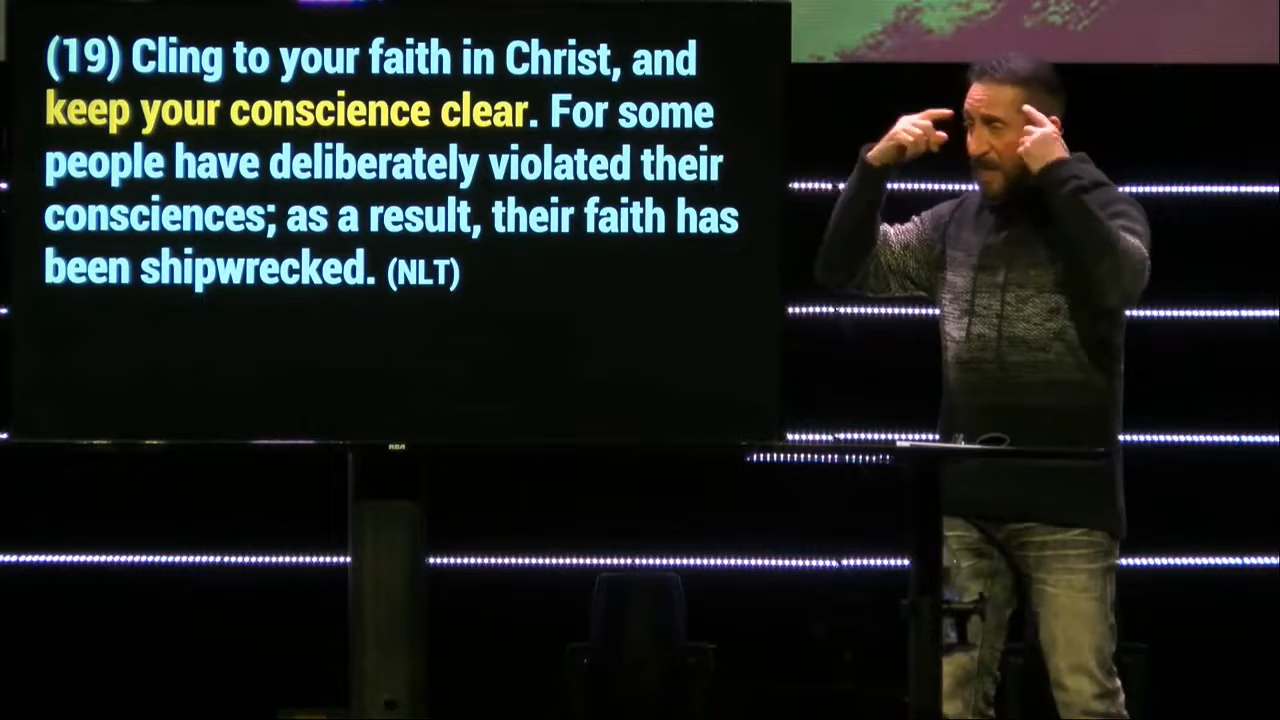 (19) Cling to your faith in Christ, and
keep your conscience clear. For some
people have deliberately violated their
consciences; as a result, their faith has
been shipwrecked. (NLT)
RCA